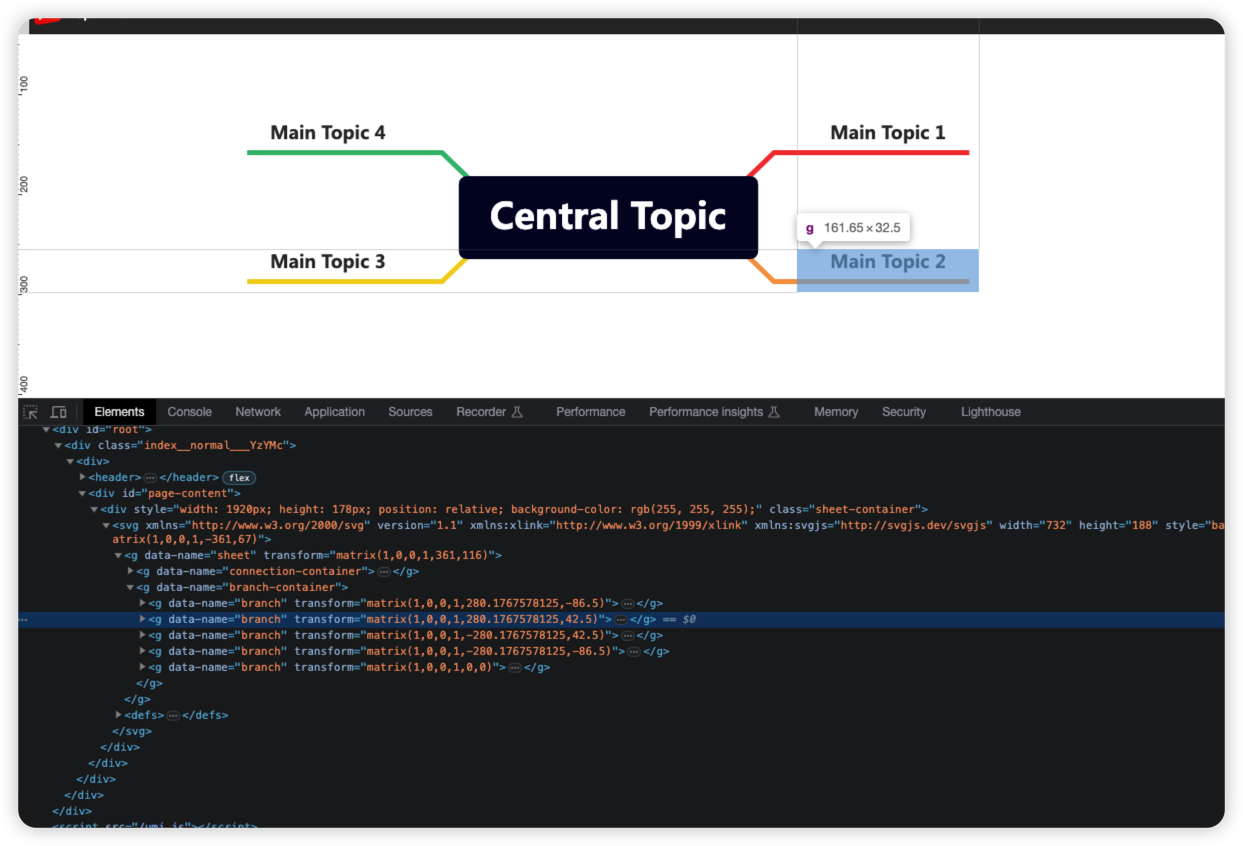 100
200
300
400
Main Topic 4
Main Topic 1
Central Topic
g 161.65 × 32.5
Main Topic 3
Main Topic 2
Elements Console Network Application Sources Recorder Performance Performance insights Memory Security Lighthouse
<div id="root">
<div class="index__normal___YzYMc">
<div>
<header>…</header> flex
<div id="page-content">
<div style="width: 1920px; height: 178px; position: relative; background-color: rgb(255, 255, 255);" class="sheet-container">
<svg xmlns="http://www.w3.org/2000/svg" version="1.1" xmlns:xlink="http://www.w3.org/1999/xlink" xmlns:svgjs="http://svgjs.dev/svgjs" width="732" height="188" style="ba
atrix(1,0,0,1,-361,67)">
<g data-name="sheet" transform="matrix(1,0,0,1,361,116)">
<g data-name="connection-container">…</g>
<g data-name="branch-container">
<g data-name="branch" transform="matrix(1,0,0,1,280.1767578125,-86.5)">…</g>
… <g data-name="branch" transform="matrix(1,0,0,1,280.1767578125,42.5)">…</g> == $0
<g data-name="branch" transform="matrix(1,0,0,1,-280.1767578125,42.5)">…</g>
<g data-name="branch" transform="matrix(1,0,0,1,-280.1767578125,-86.5)">…</g>
<g data-name="branch" transform="matrix(1,0,0,1,0,0)">…</g>
</g>
</g>
<defs>…</defs>
</svg>
</div>
</div>
</div>
</div>
</div>
<script src="/umi.js"></script>